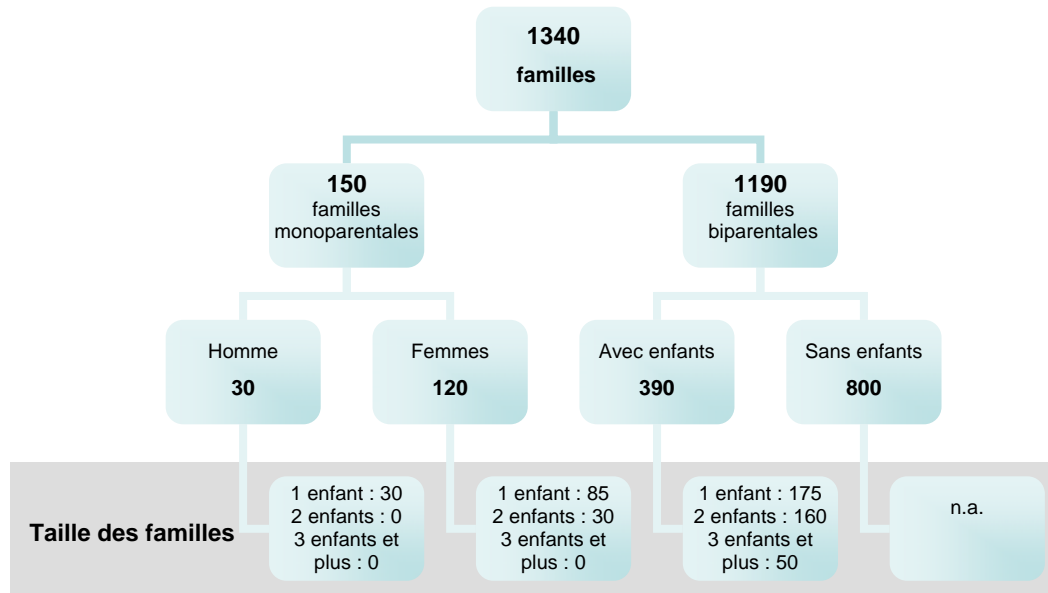 1340
familles
150
familles
monoparentales
1190
familles
biparentales
Homme
30
Femmes
120
Avec enfants
390
Sans enfants
800
Taille des familles
1 enfant : 30
2 enfants : 0
3 enfants et
plus : 0
1 enfant : 85
2 enfants : 30
3 enfants et
plus : 0
1 enfant : 175
2 enfants : 160
3 enfants et
plus : 50
n.a.